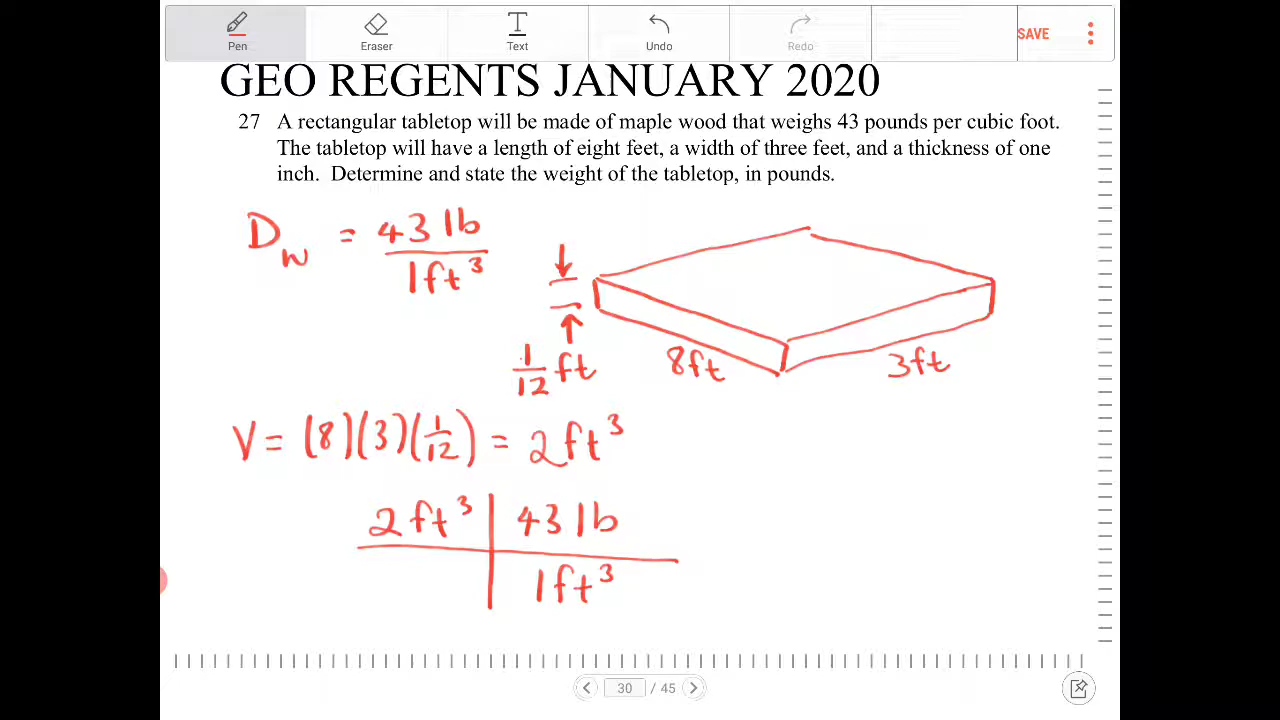 Pen Eraser Text Undo Redo SAVE
GEO REGENTS JANUARY 2020
27 A rectangular tabletop will be made of maple wood that weighs 43 pounds per cubic foot.
The tabletop will have a length of eight feet, a width of three feet, and a thickness of one
inch. Determine and state the weight of the tabletop, in pounds.
D_w = 43 lb / 1ft³
1/12 ft 8ft 3ft
V = (8)(3)(1/12) = 2ft³
2ft³ | 43 lb
1ft³
30 / 45